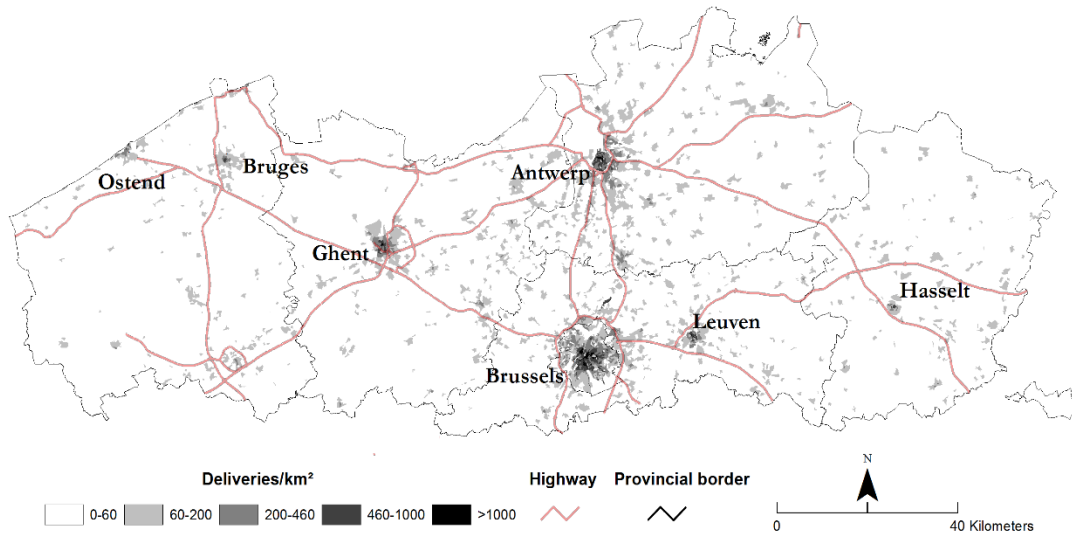 Antwerp
Ostend
Bruges
Ghent
Hasselt
Leuven
Brussels
Deliveries/km²
Highway
Provincial border
N
0-60
60-200
200-460
460-1000
>1000
0
40 Kilometers